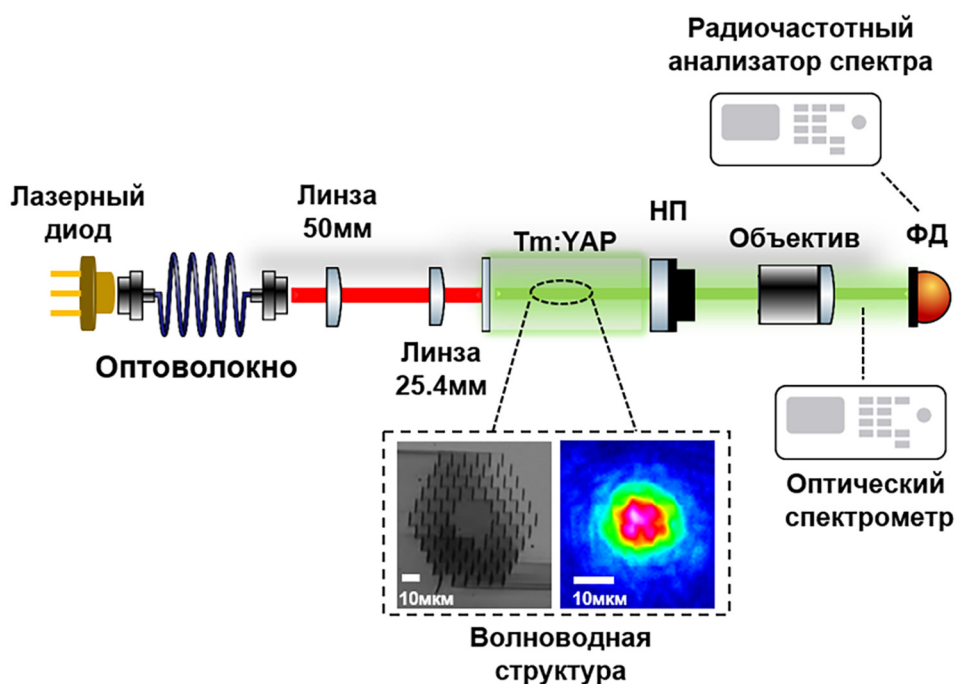 Радиочастотный
анализатор спектра
Лазерный
диод
Линза
50мм
Tm:YAP
НП
Объектив
ФД
Оптоволокно
Линза
25.4мм
10мкм
10мкм
Оптический
спектрометр
Волноводная
структура